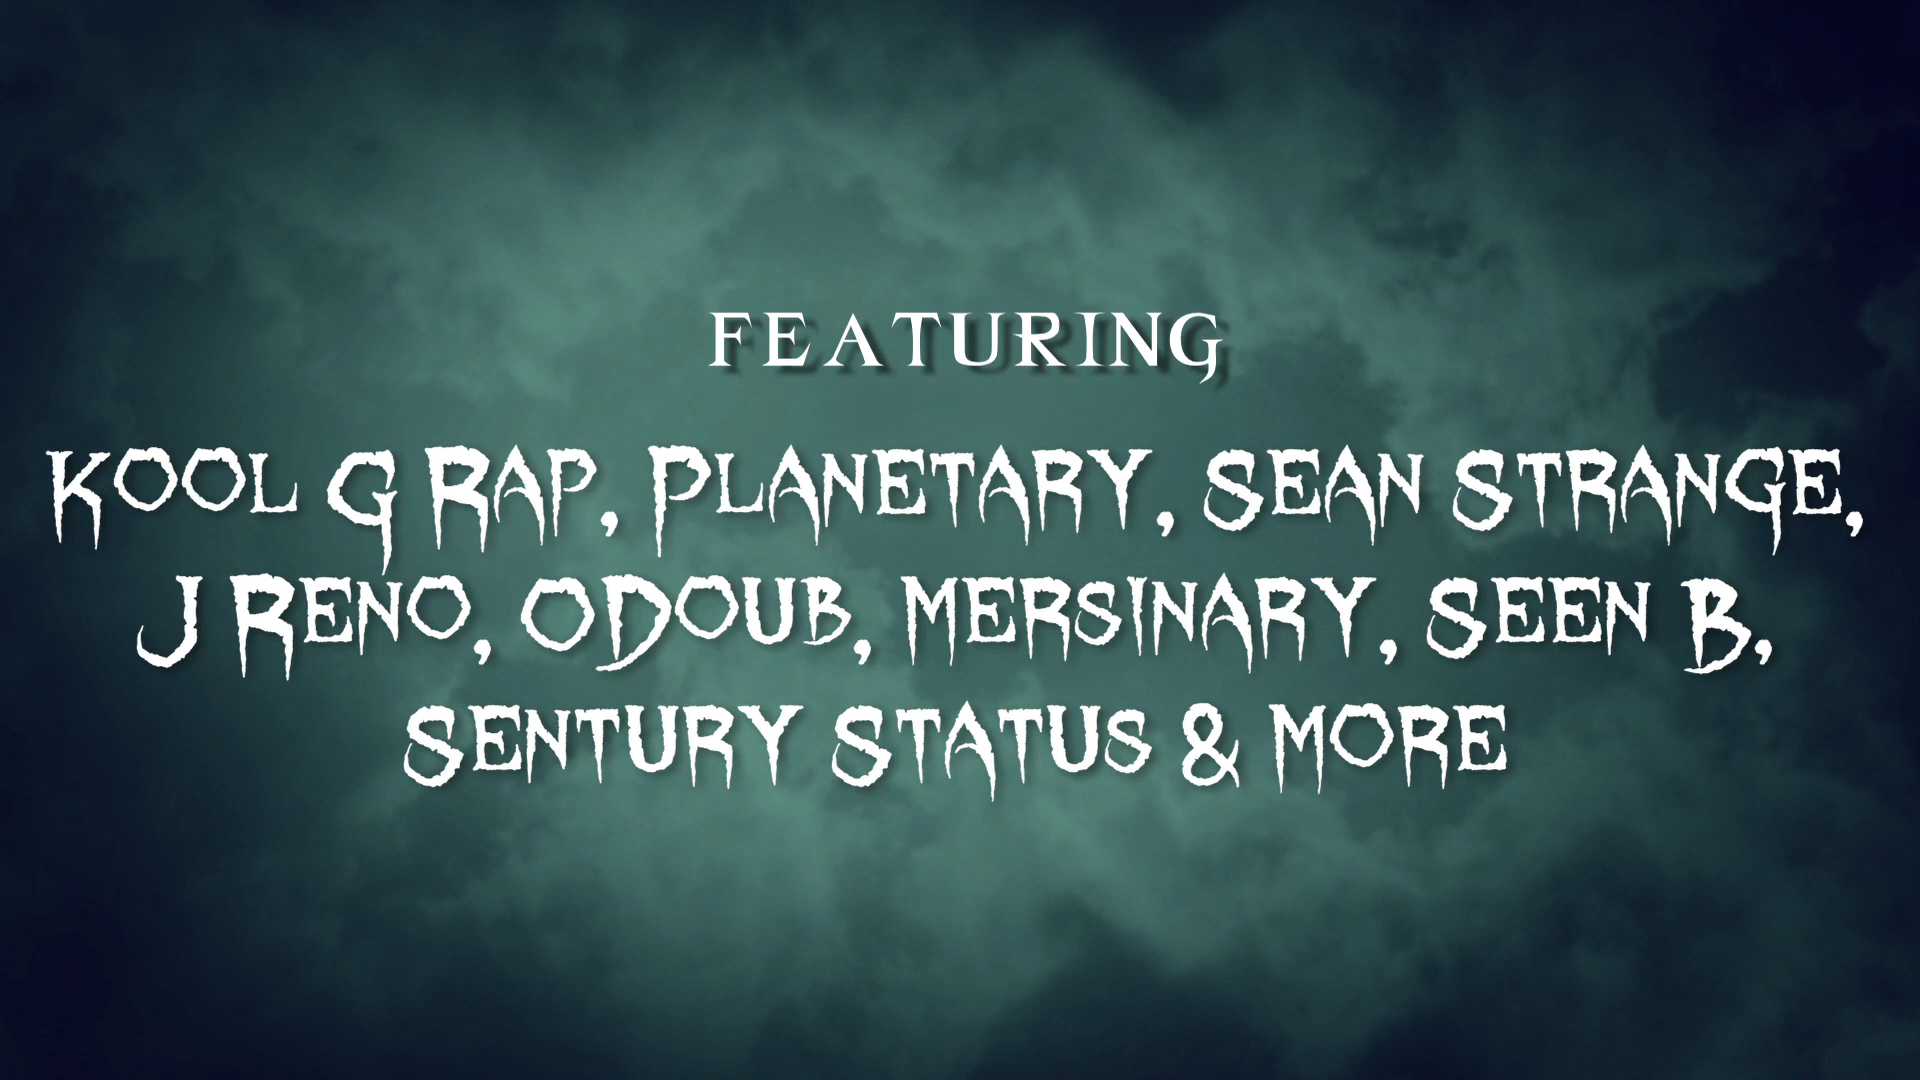 FEATURING
Kool G Rap, Planetary, Sean Strange,
J Reno, ODoub, Mersinary, Seen B,
Sentury Status & More